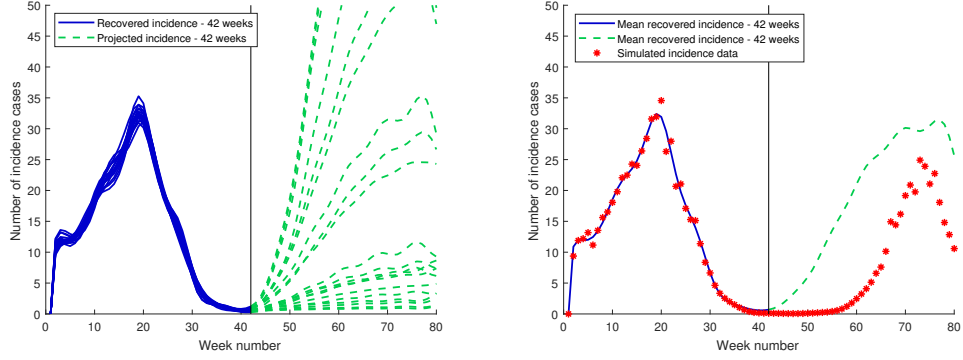 Recovered incidence - 42 weeks
Projected incidence - 42 weeks
Number of incidence cases
50
45
40
35
30
25
20
15
10
5
0
0 10 20 30 40 50 60 70 80
Week number
Mean recovered incidence - 42 weeks
Mean recovered incidence - 42 weeks
Simulated incidence data
Number of incidence cases
50
45
40
35
30
25
20
15
10
5
0
0 10 20 30 40 50 60 70 80
Week number